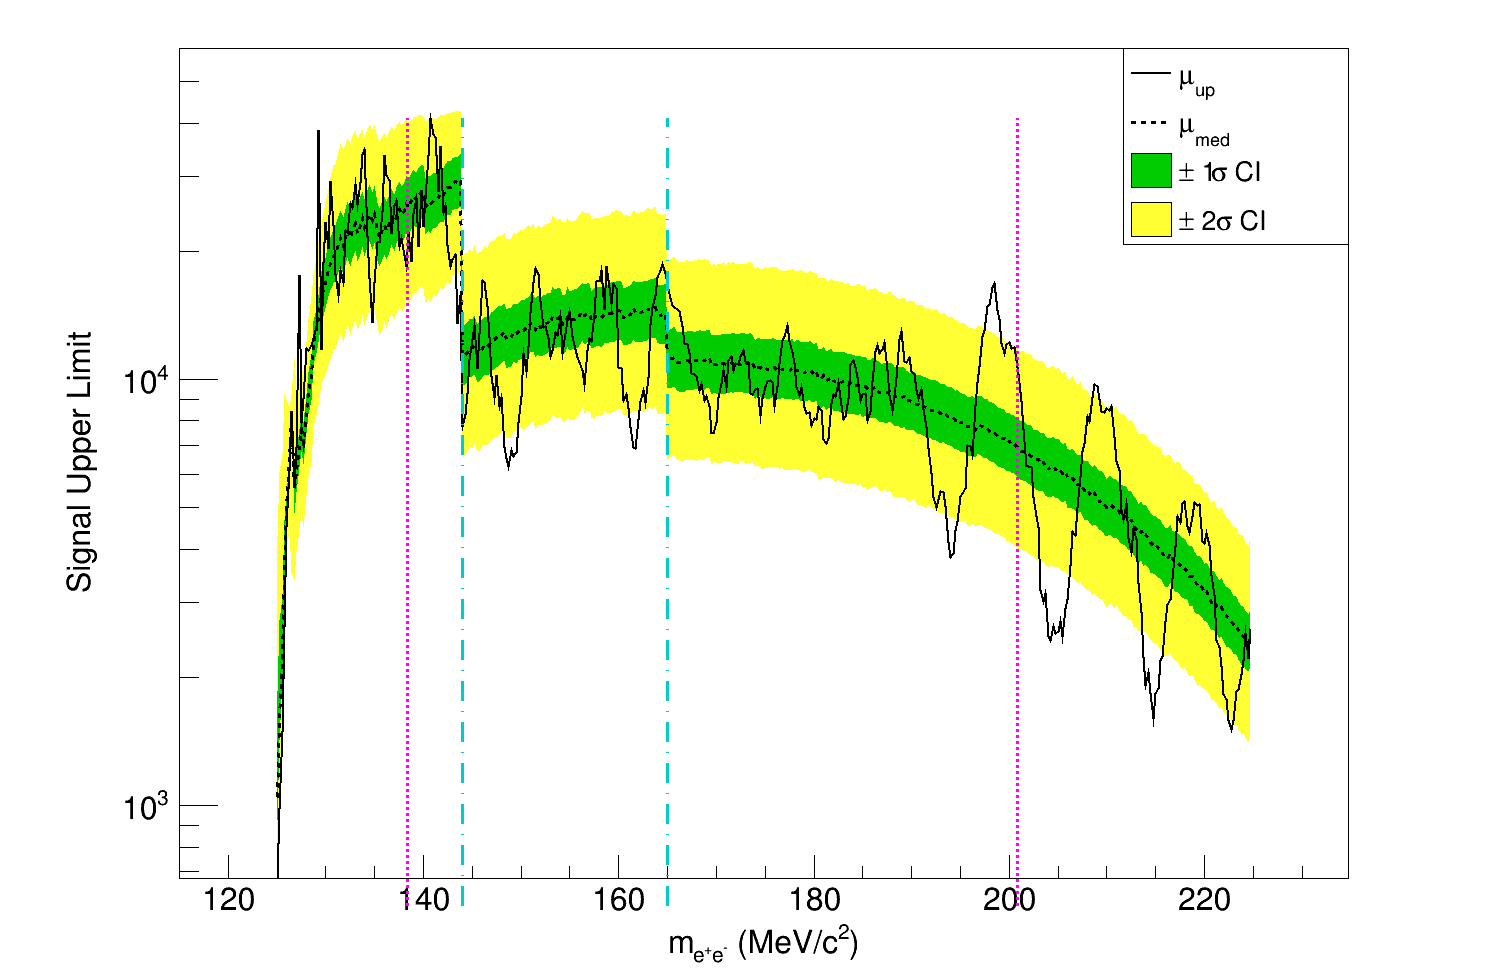 μ_up
μ_med
± 1σ CI
± 2σ CI
Signal Upper Limit
10⁴
10³
120 140 160 180 200 220
m_e⁺e⁻ (MeV/c²)